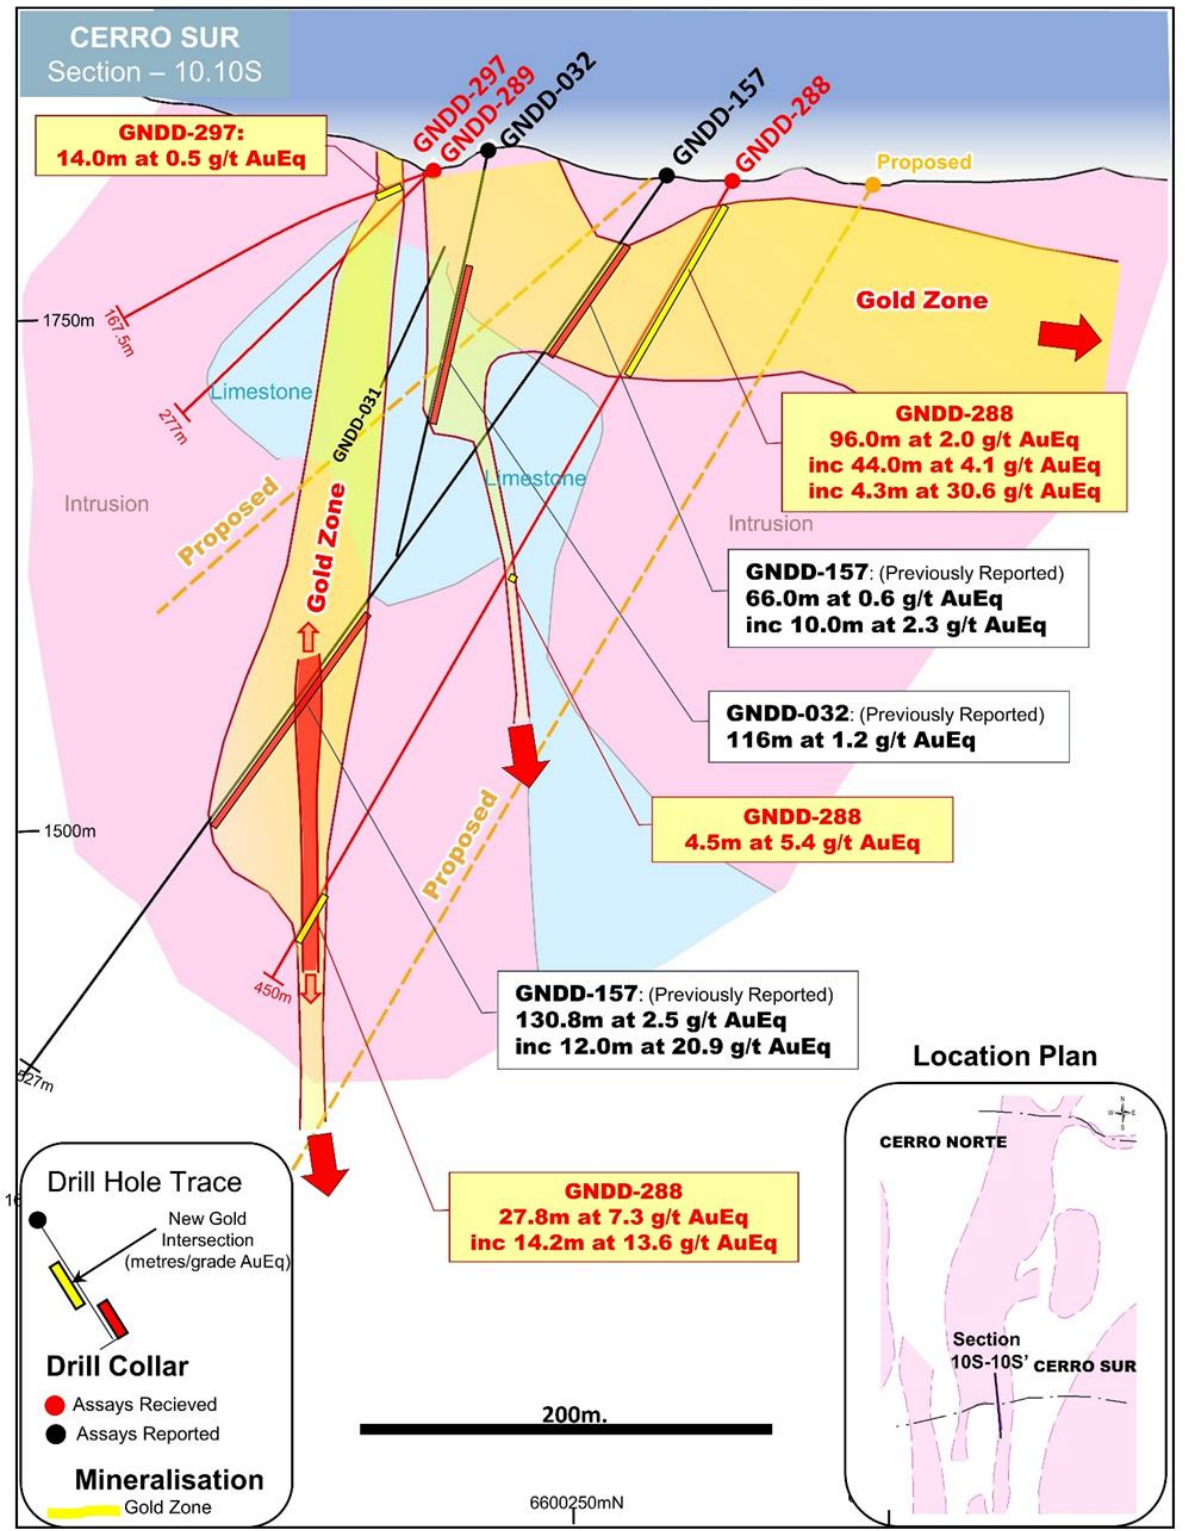 CERRO SUR
Section – 10.10S
GNDD-297
GNDD-289
GNDD-032
GNDD-157
GNDD-288
Proposed
GNDD-297:
14.0m at 0.5 g/t AuEq
1750m
167.5m
277m
Limestone
GNDD-031
Gold Zone
Intrusion
Proposed
Gold Zone
Limestone
Intrusion
GNDD-288
96.0m at 2.0 g/t AuEq
inc 44.0m at 4.1 g/t AuEq
inc 4.3m at 30.6 g/t AuEq
GNDD-157: (Previously Reported)
66.0m at 0.6 g/t AuEq
inc 10.0m at 2.3 g/t AuEq
GNDD-032: (Previously Reported)
116m at 1.2 g/t AuEq
GNDD-288
4.5m at 5.4 g/t AuEq
1500m
Proposed
450m
527m
GNDD-157: (Previously Reported)
130.8m at 2.5 g/t AuEq
inc 12.0m at 20.9 g/t AuEq
GNDD-288
27.8m at 7.3 g/t AuEq
inc 14.2m at 13.6 g/t AuEq
Drill Hole Trace
New Gold
Intersection
(metres/grade AuEq)
Drill Collar
Assays Recieved
Assays Reported
Mineralisation
Gold Zone
200m.
6600250mN
Location Plan
N
W E
S
CERRO NORTE
Section
10S-10S’
CERRO SUR